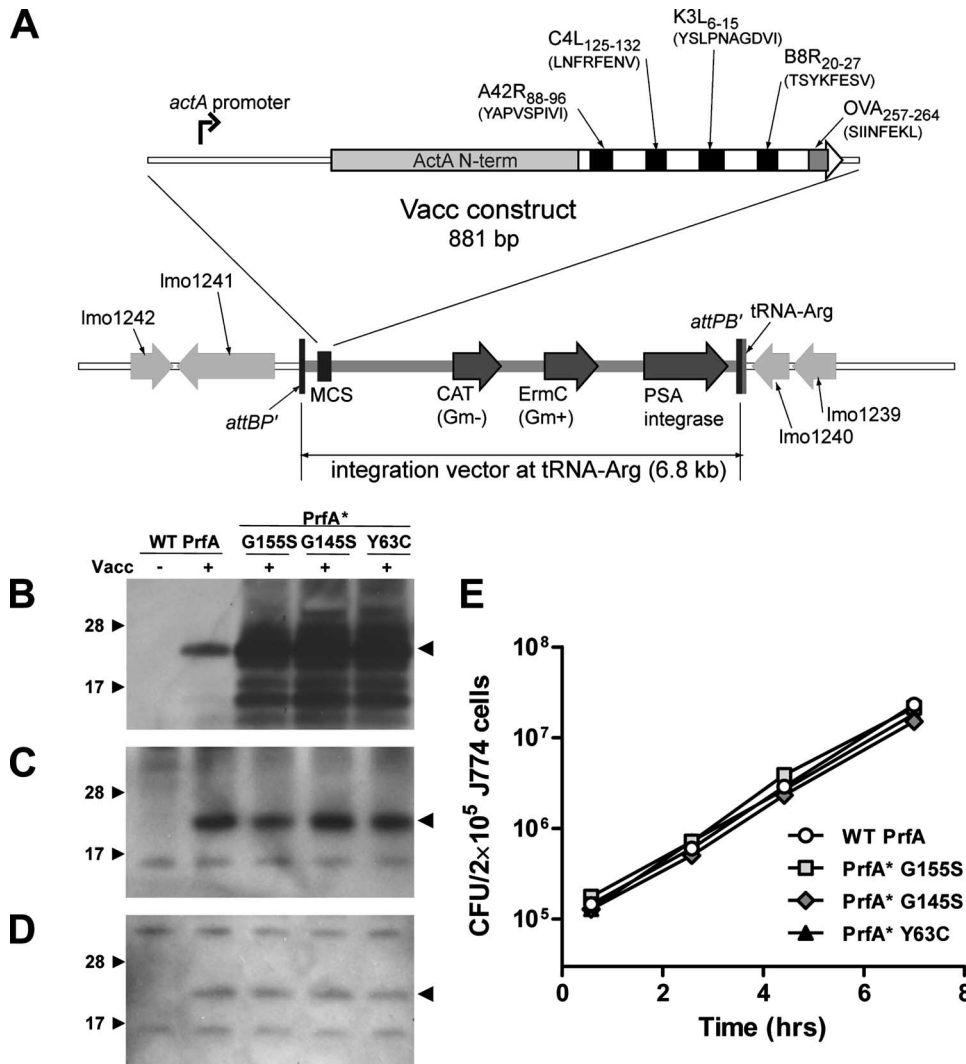 A
actA promoter
A42R88-96
(YAPVSPIVI)
C4L125-132
(LNFRFENV)
K3L6-15
(YSLPNAGDVI)
B8R20-27
(TSYKFESV)
OVA257-264
(SIINFEKL)
ActA N-term
Vacc construct
881 bp
lmo1242
lmo1241
attBP'
MCS
CAT
(Gm-)
ErmC
(Gm+)
PSA
integrase
attPB'
tRNA-Arg
lmo1240
lmo1239
integration vector at tRNA-Arg (6.8 kb)
PrfA*
WT PrfA G155S G145S Y63C
Vacc - + + + +
B
28
17
C
28
17
D
28
17
E
CFU/2×10^5 J774 cells
10^8
10^7
10^6
10^5
WT PrfA
PrfA* G155S
PrfA* G145S
PrfA* Y63C
0 2 4 6 8
Time (hrs)